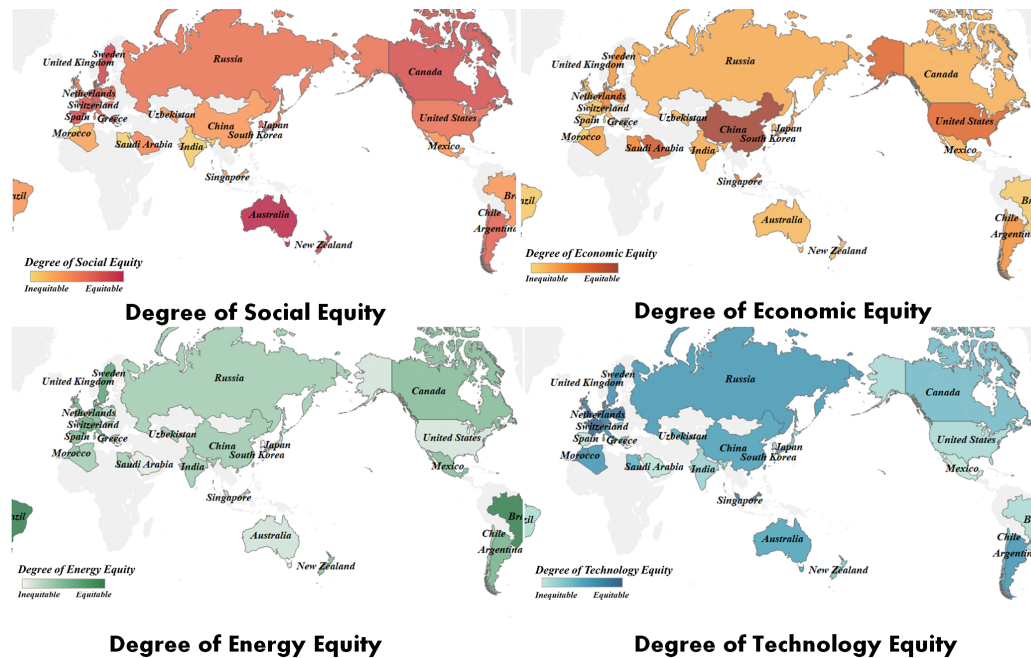 Sweden
United Kingdom
Russia
Canada
Netherlands
Switzerland
Spain
Greece
Uzbekistan
Morocco
China
Japan
South Korea
United States
Saudi Arabia
India
Mexico
Singapore
Australia
New Zealand
Chile
Argentina
Degree of Social Equity
Inequitable Equitable
Degree of Social Equity
Sweden
United Kingdom
Russia
Canada
Netherlands
Switzerland
Spain
Greece
Uzbekistan
Morocco
China
Japan
South Korea
United States
Saudi Arabia
India
Mexico
Singapore
Australia
New Zealand
Chile
Argentina
Degree of Economic Equity
Inequitable Equitable
Degree of Economic Equity
Sweden
United Kingdom
Russia
Canada
Netherlands
Switzerland
Spain
Greece
Uzbekistan
Morocco
China
Japan
South Korea
United States
Saudi Arabia
India
Mexico
Singapore
Australia
New Zealand
Chile
Argentina
Degree of Energy Equity
Inequitable Equitable
Degree of Energy Equity
Sweden
United Kingdom
Russia
Canada
Netherlands
Switzerland
Spain
Greece
Uzbekistan
Morocco
China
Japan
South Korea
United States
Saudi Arabia
India
Mexico
Singapore
Australia
New Zealand
Chile
Argentina
Degree of Technology Equity
Inequitable Equitable
Degree of Technology Equity